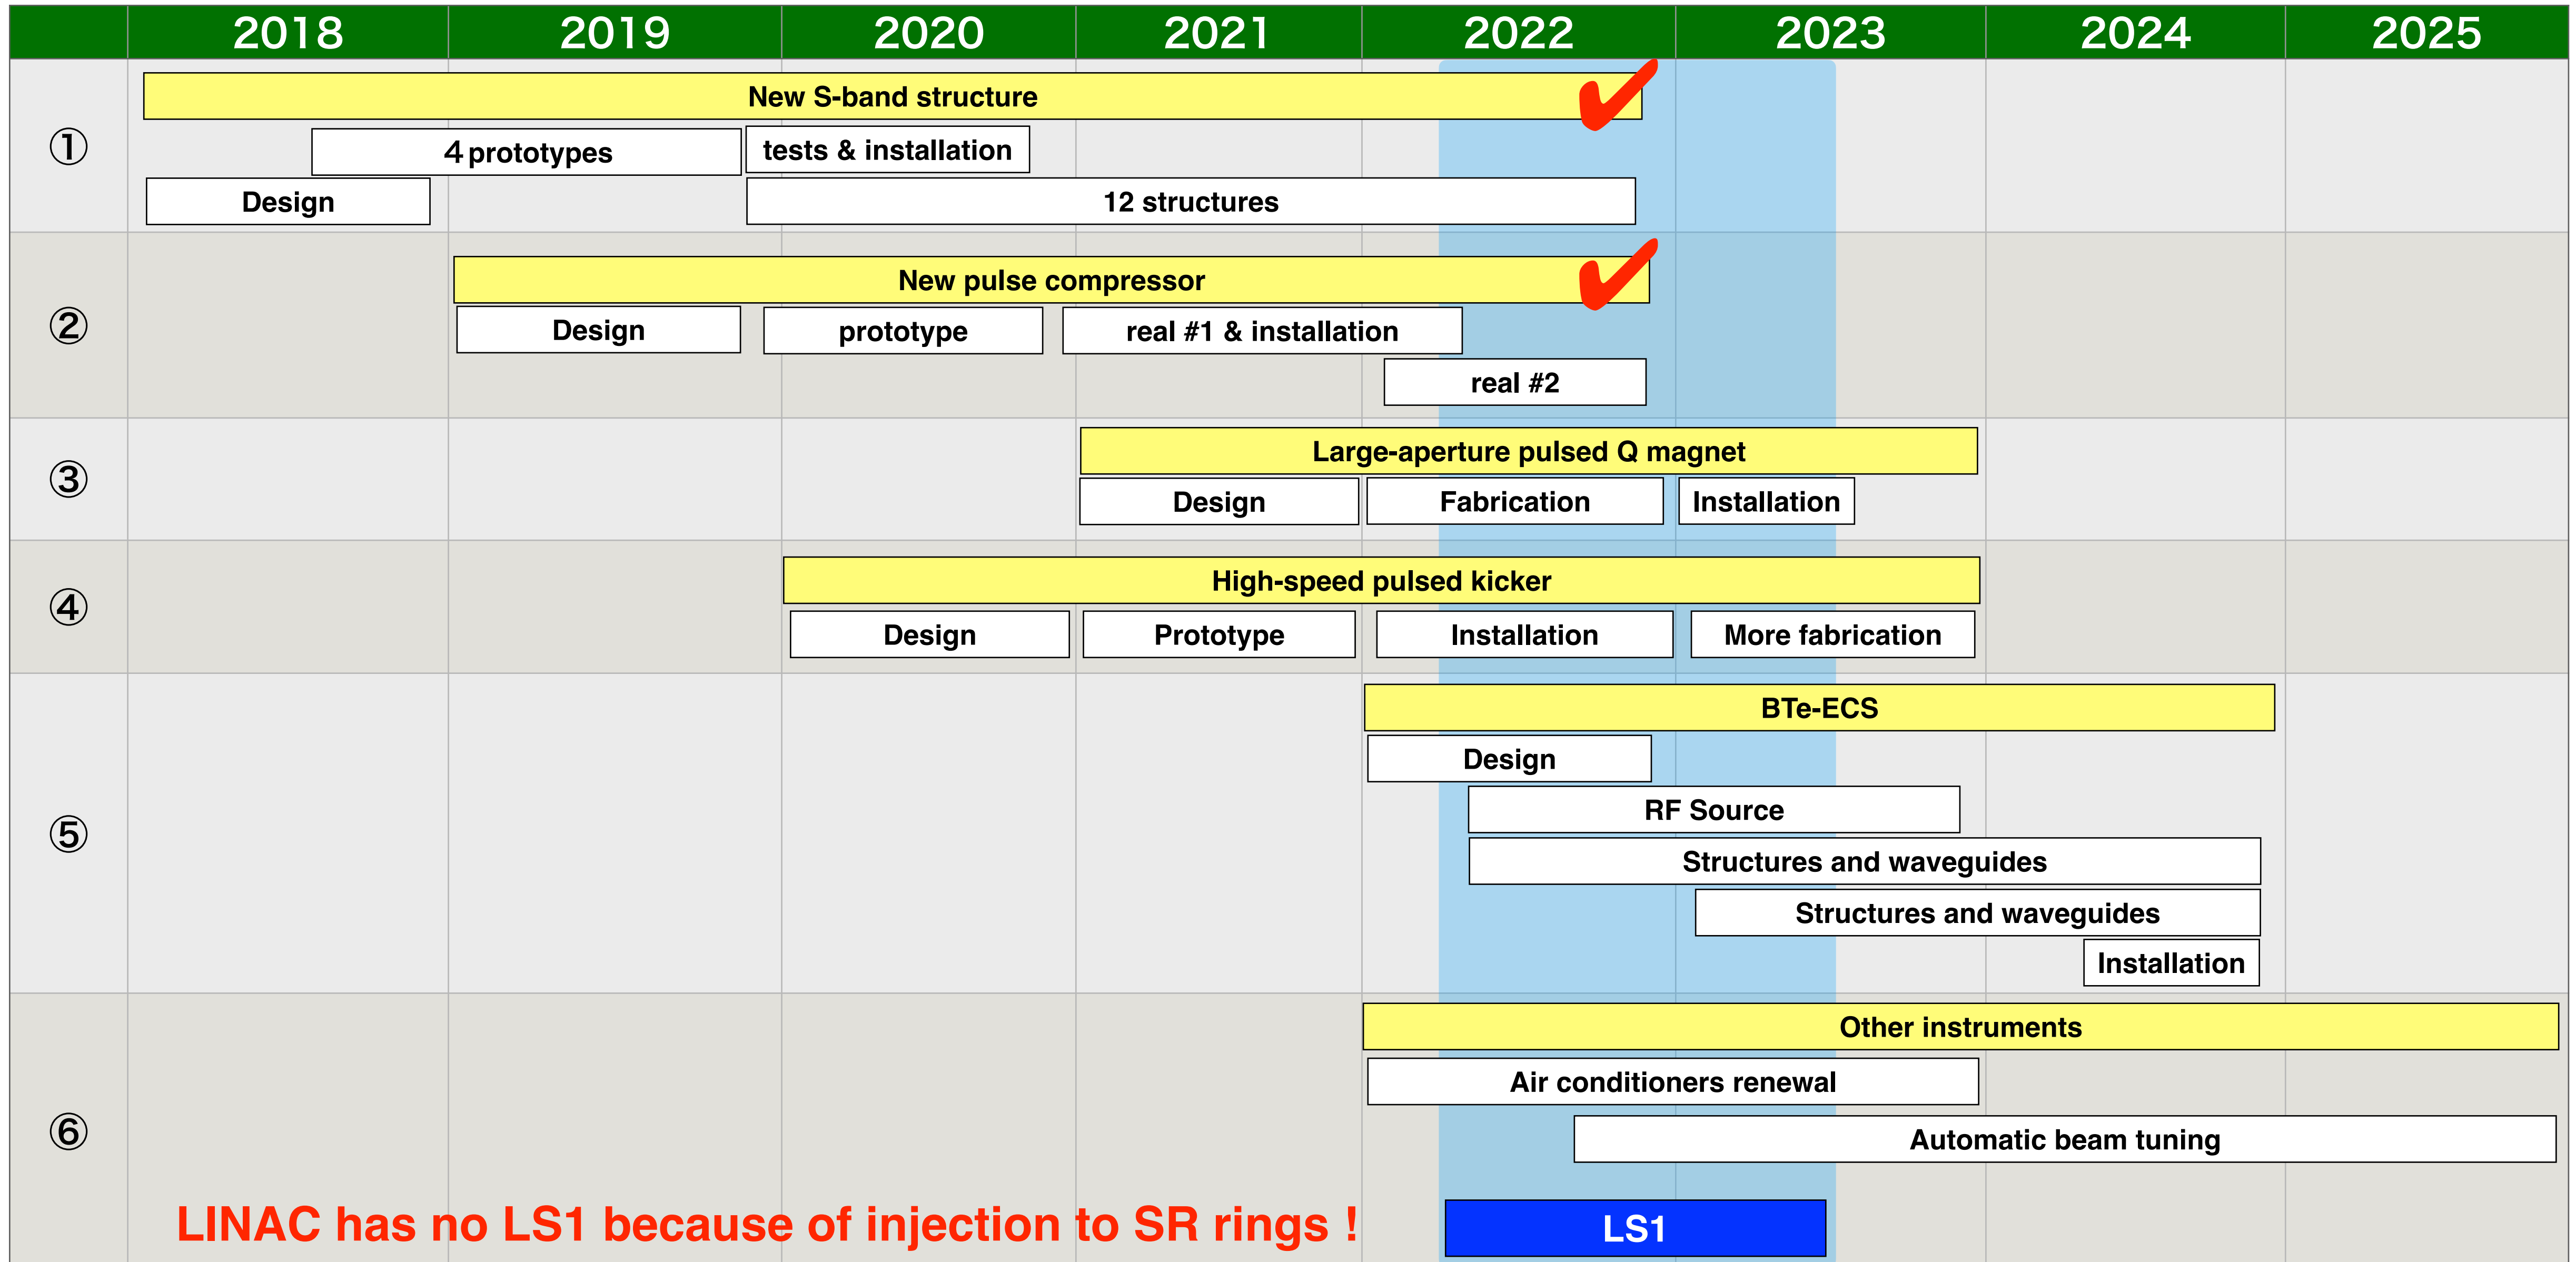 2018 2019 2020 2021 2022 2023 2024 2025
①
New S-band structure
4 prototypes
tests & installation
Design
12 structures
②
New pulse compressor
Design
prototype
real #1 & installation
real #2
③
Large-aperture pulsed Q magnet
Design
Fabrication
Installation
④
High-speed pulsed kicker
Design
Prototype
Installation
More fabrication
⑤
BTe-ECS
Design
RF Source
Structures and waveguides
Structures and waveguides
Installation
⑥
Other instruments
Air conditioners renewal
Automatic beam tuning
LINAC has no LS1 because of injection to SR rings !
LS1